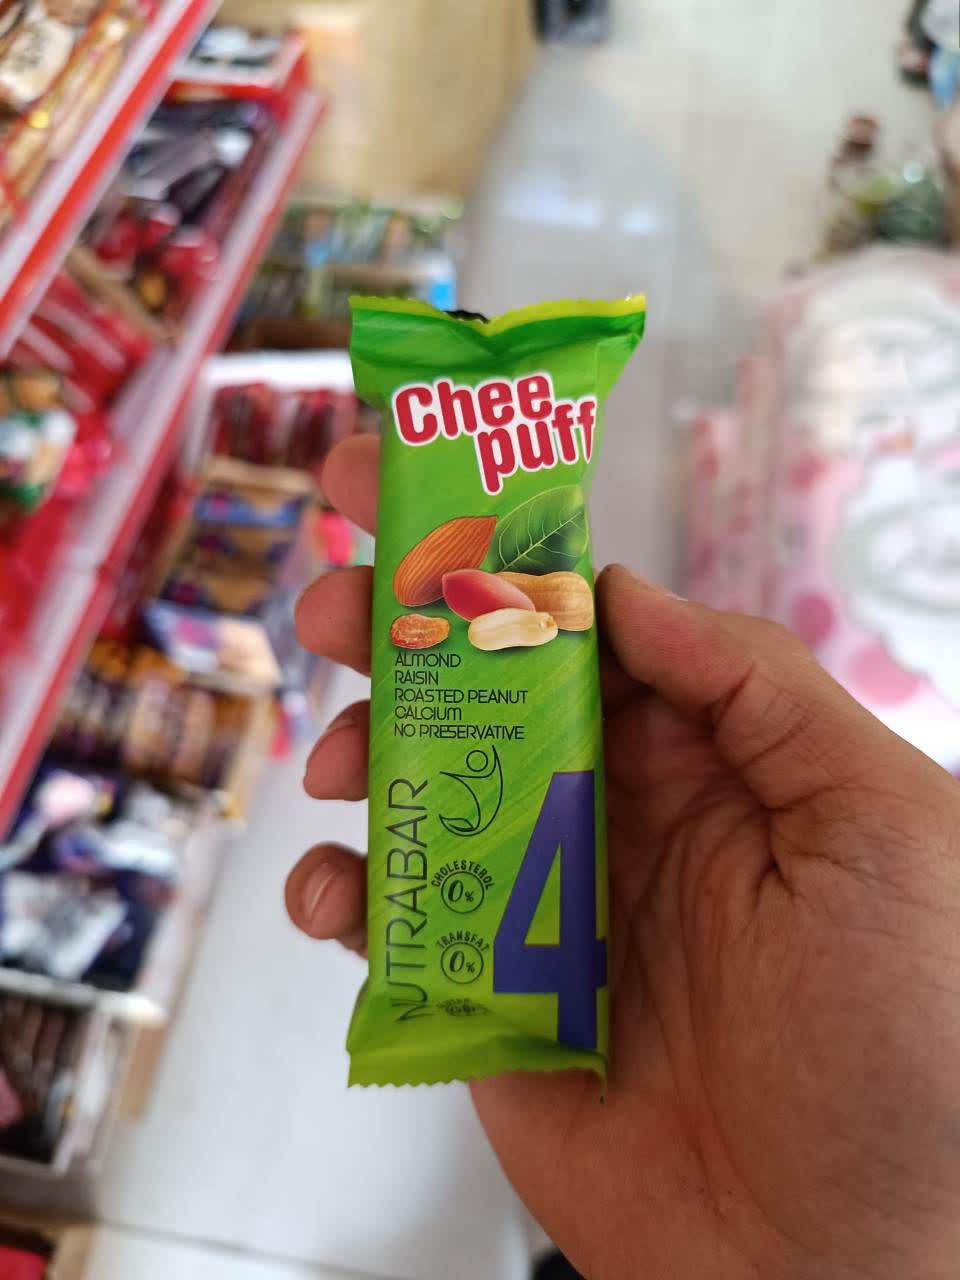 Chee
puff
ALMOND
RAISIN
ROASTED PEANUT
CALCIUM
NO PRESERVATIVE
NUTRABAR
CHOLESTEROL
0%
TRANSFAT
0%
4